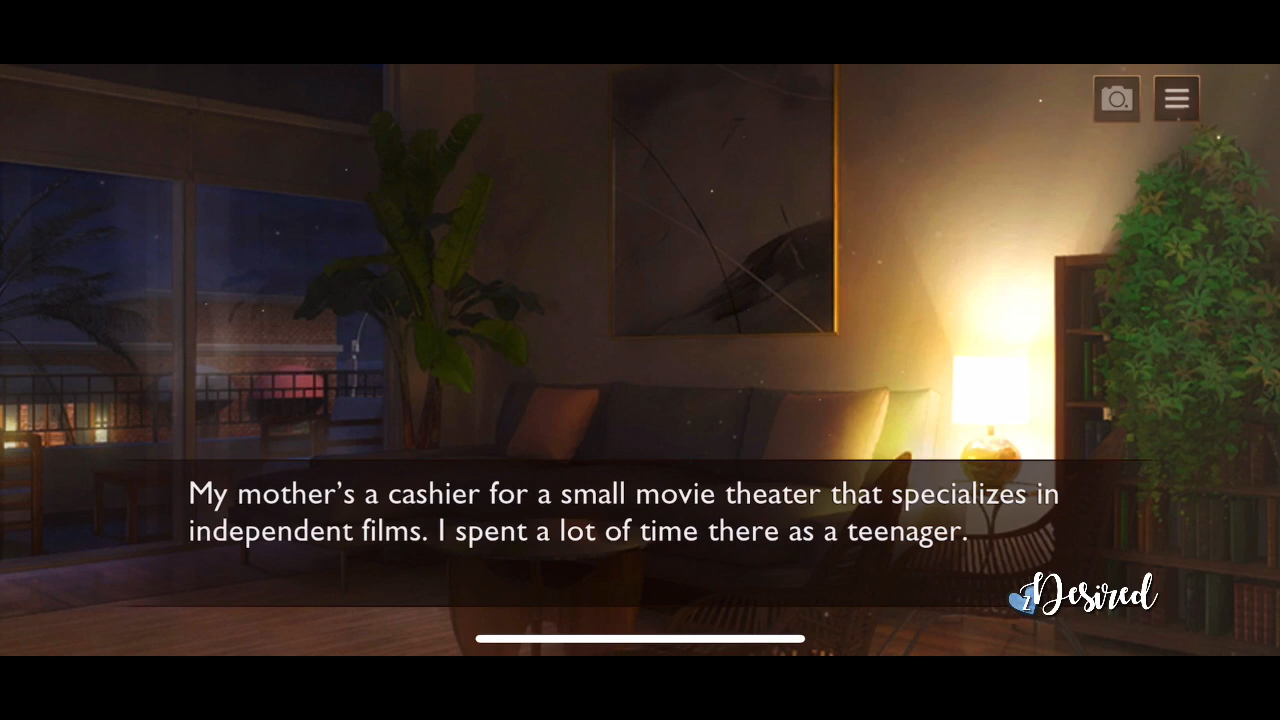 My mother’s a cashier for a small movie theater that specializes in
independent films. I spent a lot of time there as a teenager.
zDesired